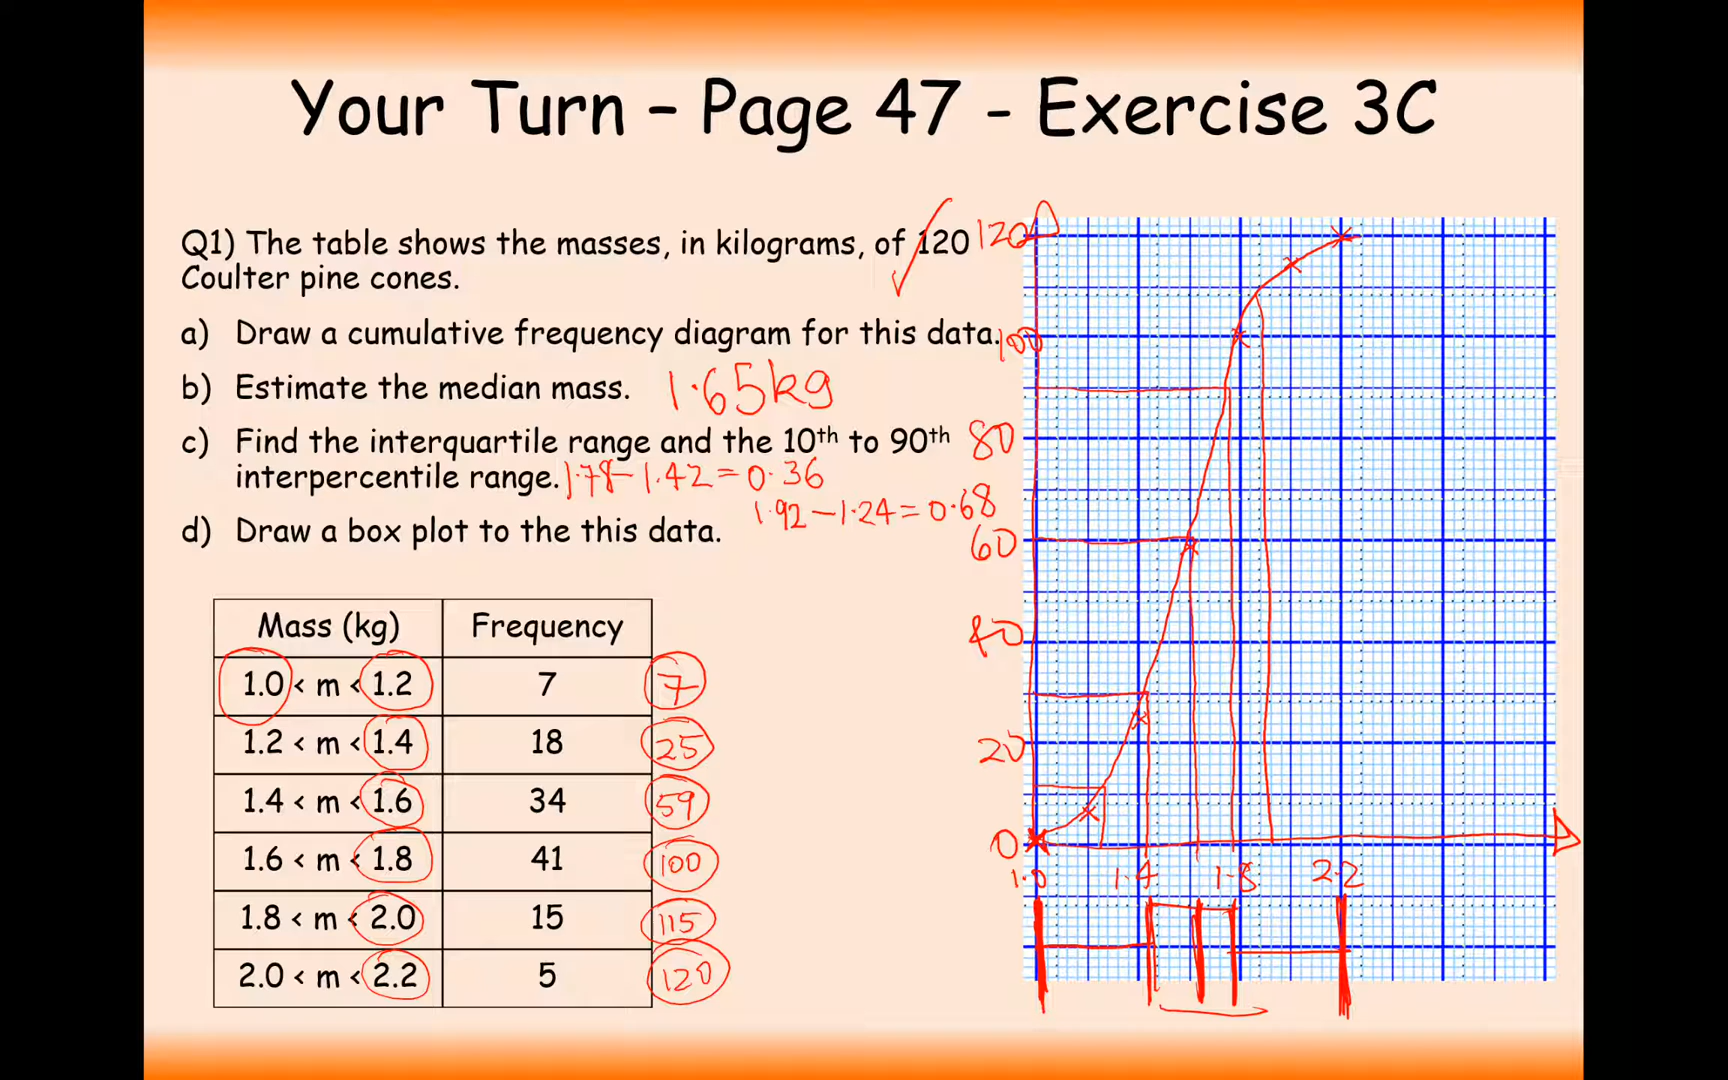 Your Turn – Page 47 - Exercise 3C
Q1) The table shows the masses, in kilograms, of 120
Coulter pine cones.
a) Draw a cumulative frequency diagram for this data.
b) Estimate the median mass. 1.65kg
c) Find the interquartile range and the 10th to 90th
interpercentile range. 1.78-1.42=0.36
1.92-1.24=0.68
d) Draw a box plot to the this data.
Mass (kg) Frequency
1.0 < m < 1.2 7 7
1.2 < m < 1.4 18 25
1.4 < m < 1.6 34 59
1.6 < m < 1.8 41 100
1.8 < m < 2.0 15 115
2.0 < m < 2.2 5 120
120
100
80
60
40
20
0
1.0 1.4 1.8 2.2